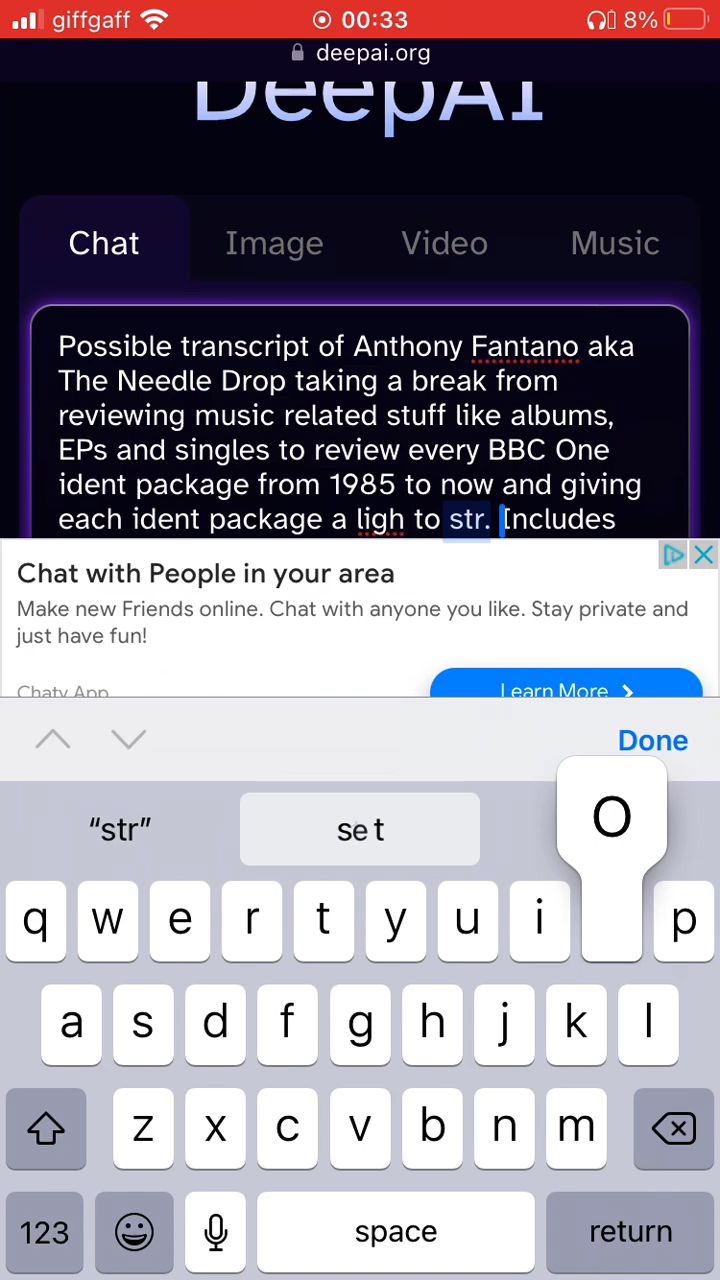 giffgaff 00:33 8%
deepai.org
DeepAI
Chat Image Video Music
Possible transcript of Anthony Fantano aka
The Needle Drop taking a break from
reviewing music related stuff like albums,
EPs and singles to review every BBC One
ident package from 1985 to now and giving
each ident package a ligh to str. Includes
Chat with People in your area
Make new Friends online. Chat with anyone you like. Stay private and
just have fun!
Chaty App
Learn More
Done
“str” set
O
q w e r t y u i p
a s d f g h j k l
z x c v b n m
123 space return